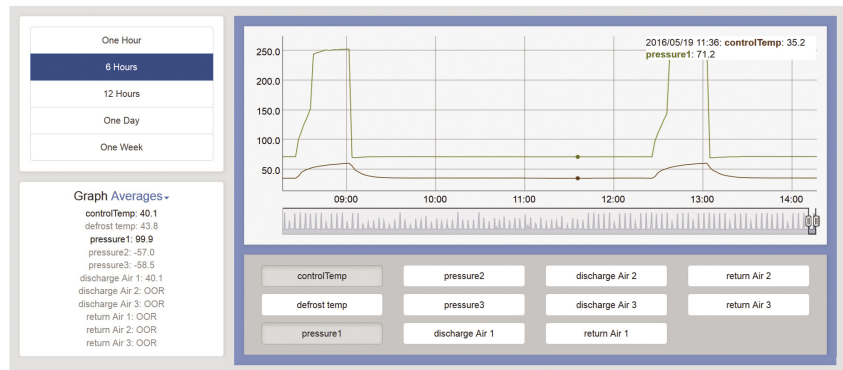 One Hour
6 Hours
12 Hours
One Day
One Week
Graph Averages
controlTemp: 40.1
defrost temp: 43.8
pressure1: 99.9
pressure2: -57.0
pressure3: -58.5
discharge Air 1: 40.1
discharge Air 2: OOR
discharge Air 3: OOR
return Air 1: OOR
return Air 2: OOR
return Air 3: OOR
2016/05/19 11:36: controlTemp: 35.2
pressure1: 71.2
250.0
200.0
150.0
100.0
50.0
09:00 10:00 11:00 12:00 13:00 14:00
controlTemp pressure2 discharge Air 2 return Air 2
defrost temp pressure3 discharge Air 3 return Air 3
pressure1 discharge Air 1 return Air 1